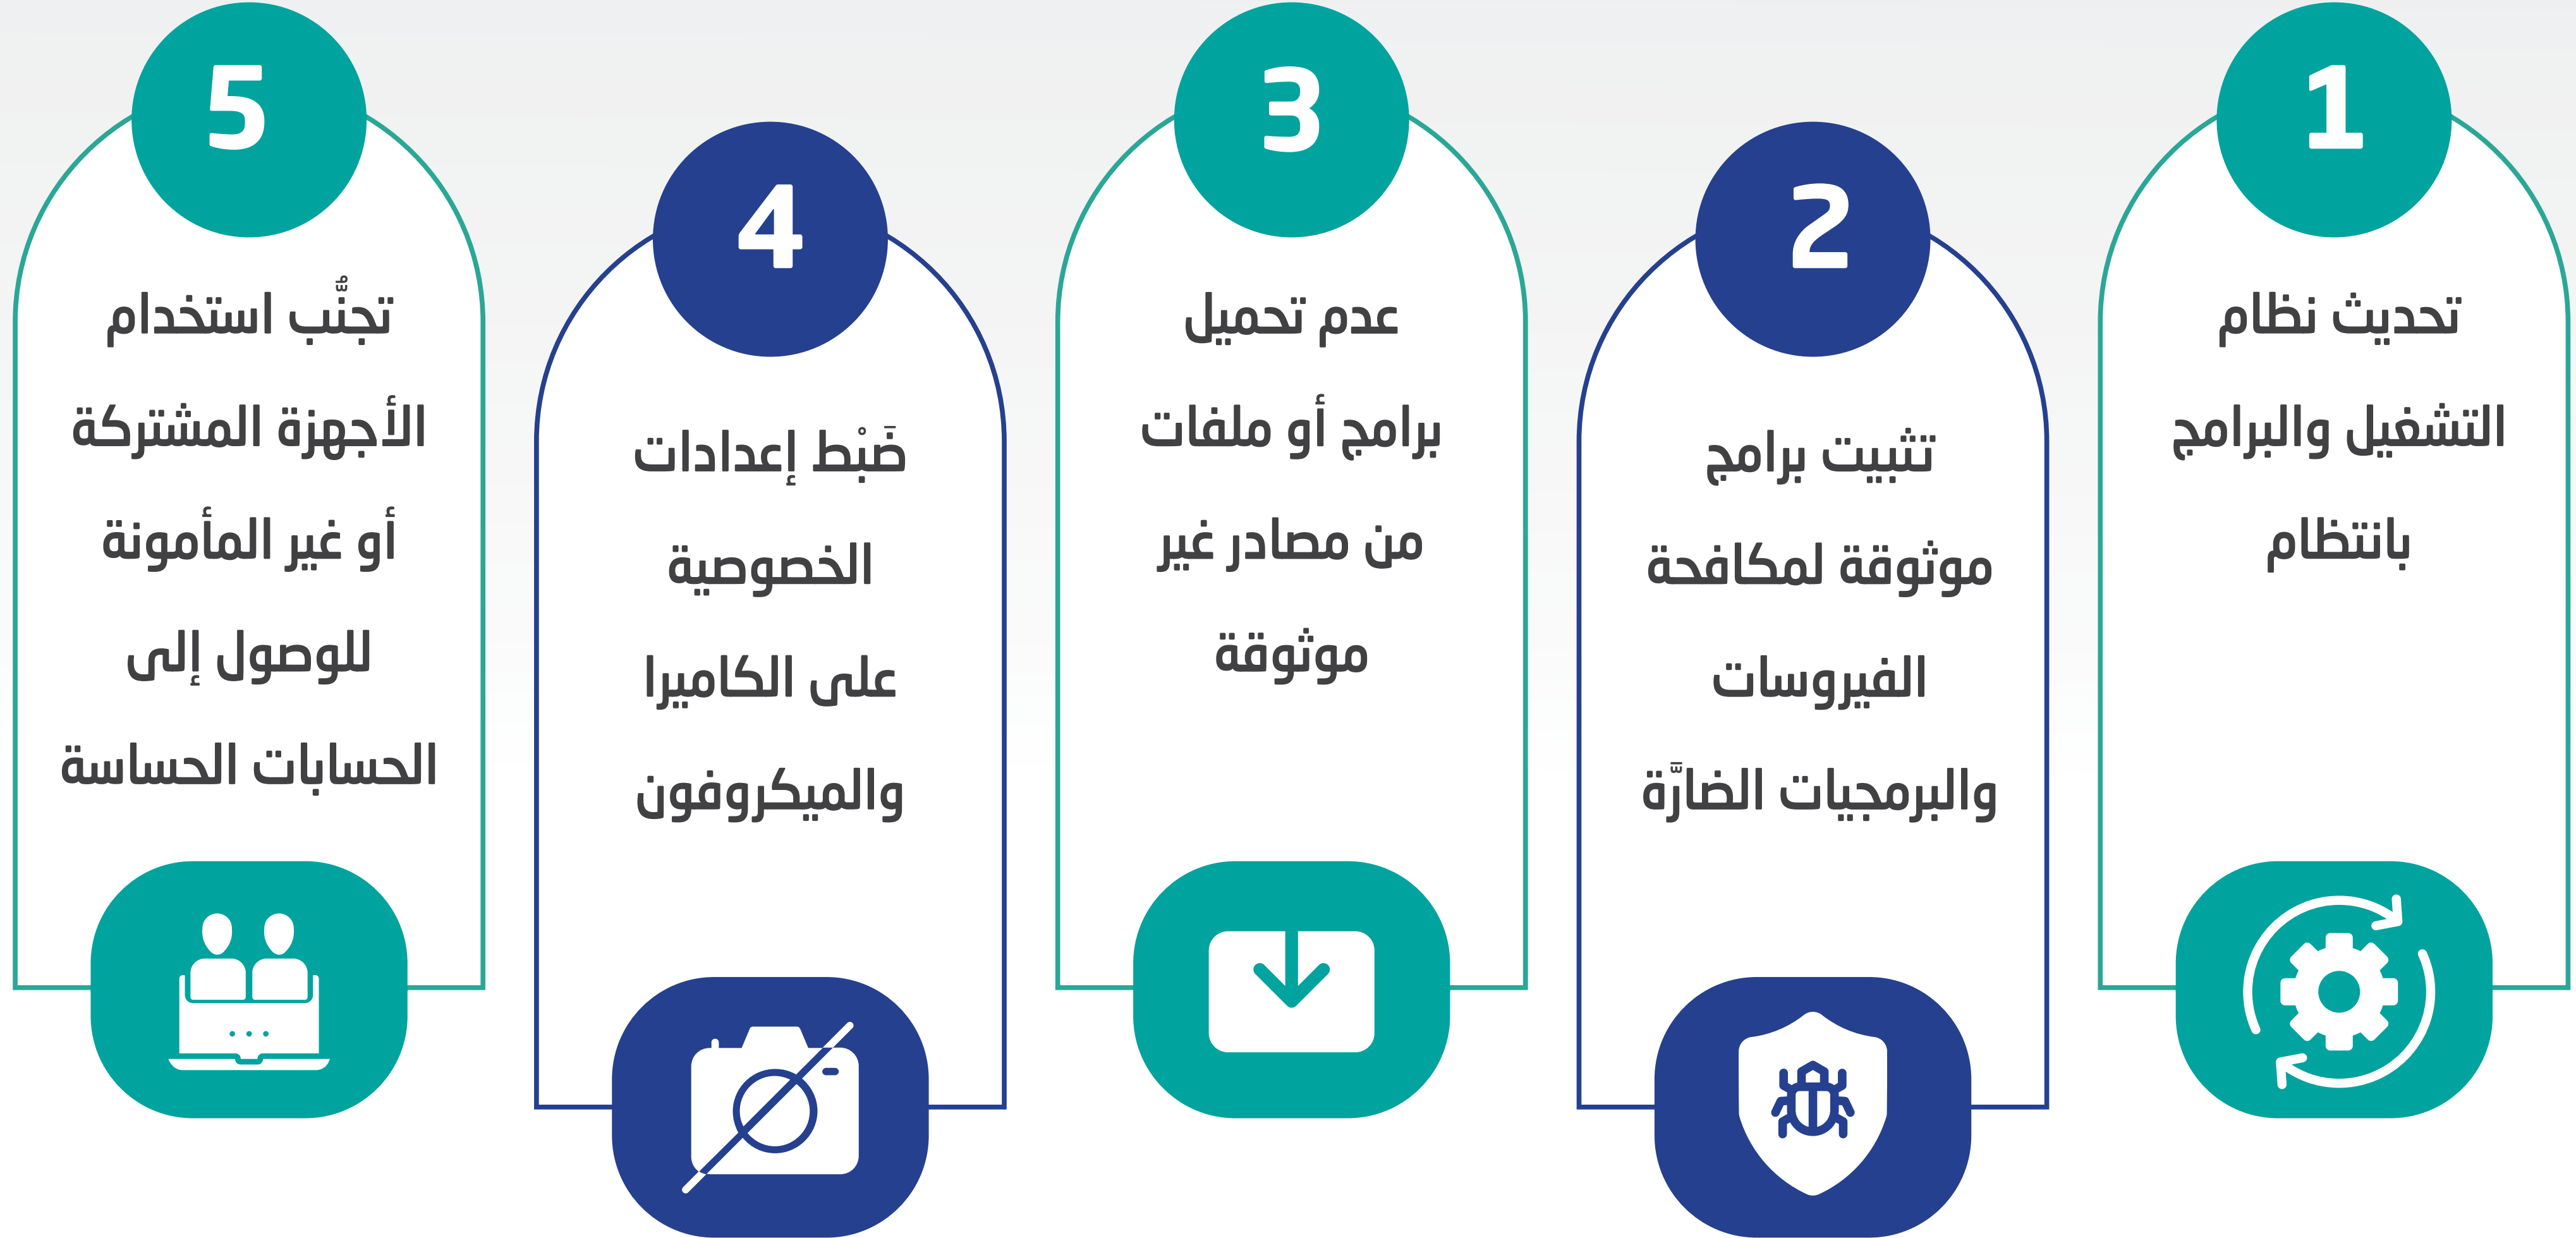 1
تحديث نظام
التشغيل والبرامج
بانتظام
2
تثبيت برامج
موثوقة لمكافحة
الفيروسات
والبرمجيات الضارَّة
3
عدم تحميل
برامج أو ملفات
من مصادر غير
موثوقة
4
ضَبْط إعدادات
الخصوصية
على الكاميرا
والميكروفون
5
تجنُّب استخدام
الأجهزة المشتركة
أو غير المأمونة
للوصول إلى
الحسابات الحساسة